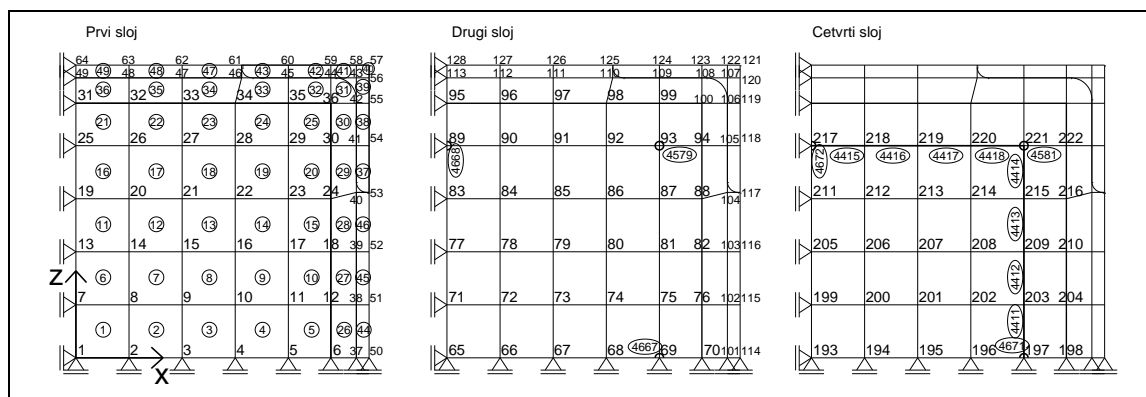 Prvi sloj
Drugi sloj
Cetvrti sloj
64 63 62 61 60 59 58 57
49 49 48 48 47 47 46 43 45 42 44 41 43 40
56
36 35 34 33 32 31 39
31 32 33 34 35 36 42 55
21 22 23 24 25 30 38
25 26 27 28 29 30 41 54
16 17 18 19 20 29 37
19 20 21 22 23 24 40 53
11 12 13 14 15 28 46
13 14 15 16 17 18 39 52
Z
6 7 8 9 10 27 45
7 8 9 10 11 12 38 51
1 2 3 4 5 26 44
1 2 3 4 5 6 37 50
X
128 127 126 125 124 123 122 121
113 112 111 110 109 108 107
120
95 96 97 98 99 100 106 119
89 90 91 92 93 94 105 118
4668 4579
83 84 85 86 87 88 104 117
77 78 79 80 81 82 103 116
71 72 73 74 75 76 102 115
4667
65 66 67 68 69 70 101 114
217 218 219 220 221 222
4672 4415 4416 4417 4418 4414 4581
211 212 213 214 215 216
4413
205 206 207 208 209 210
4412
199 200 201 202 203 204
4411
4671
193 194 195 196 197 198